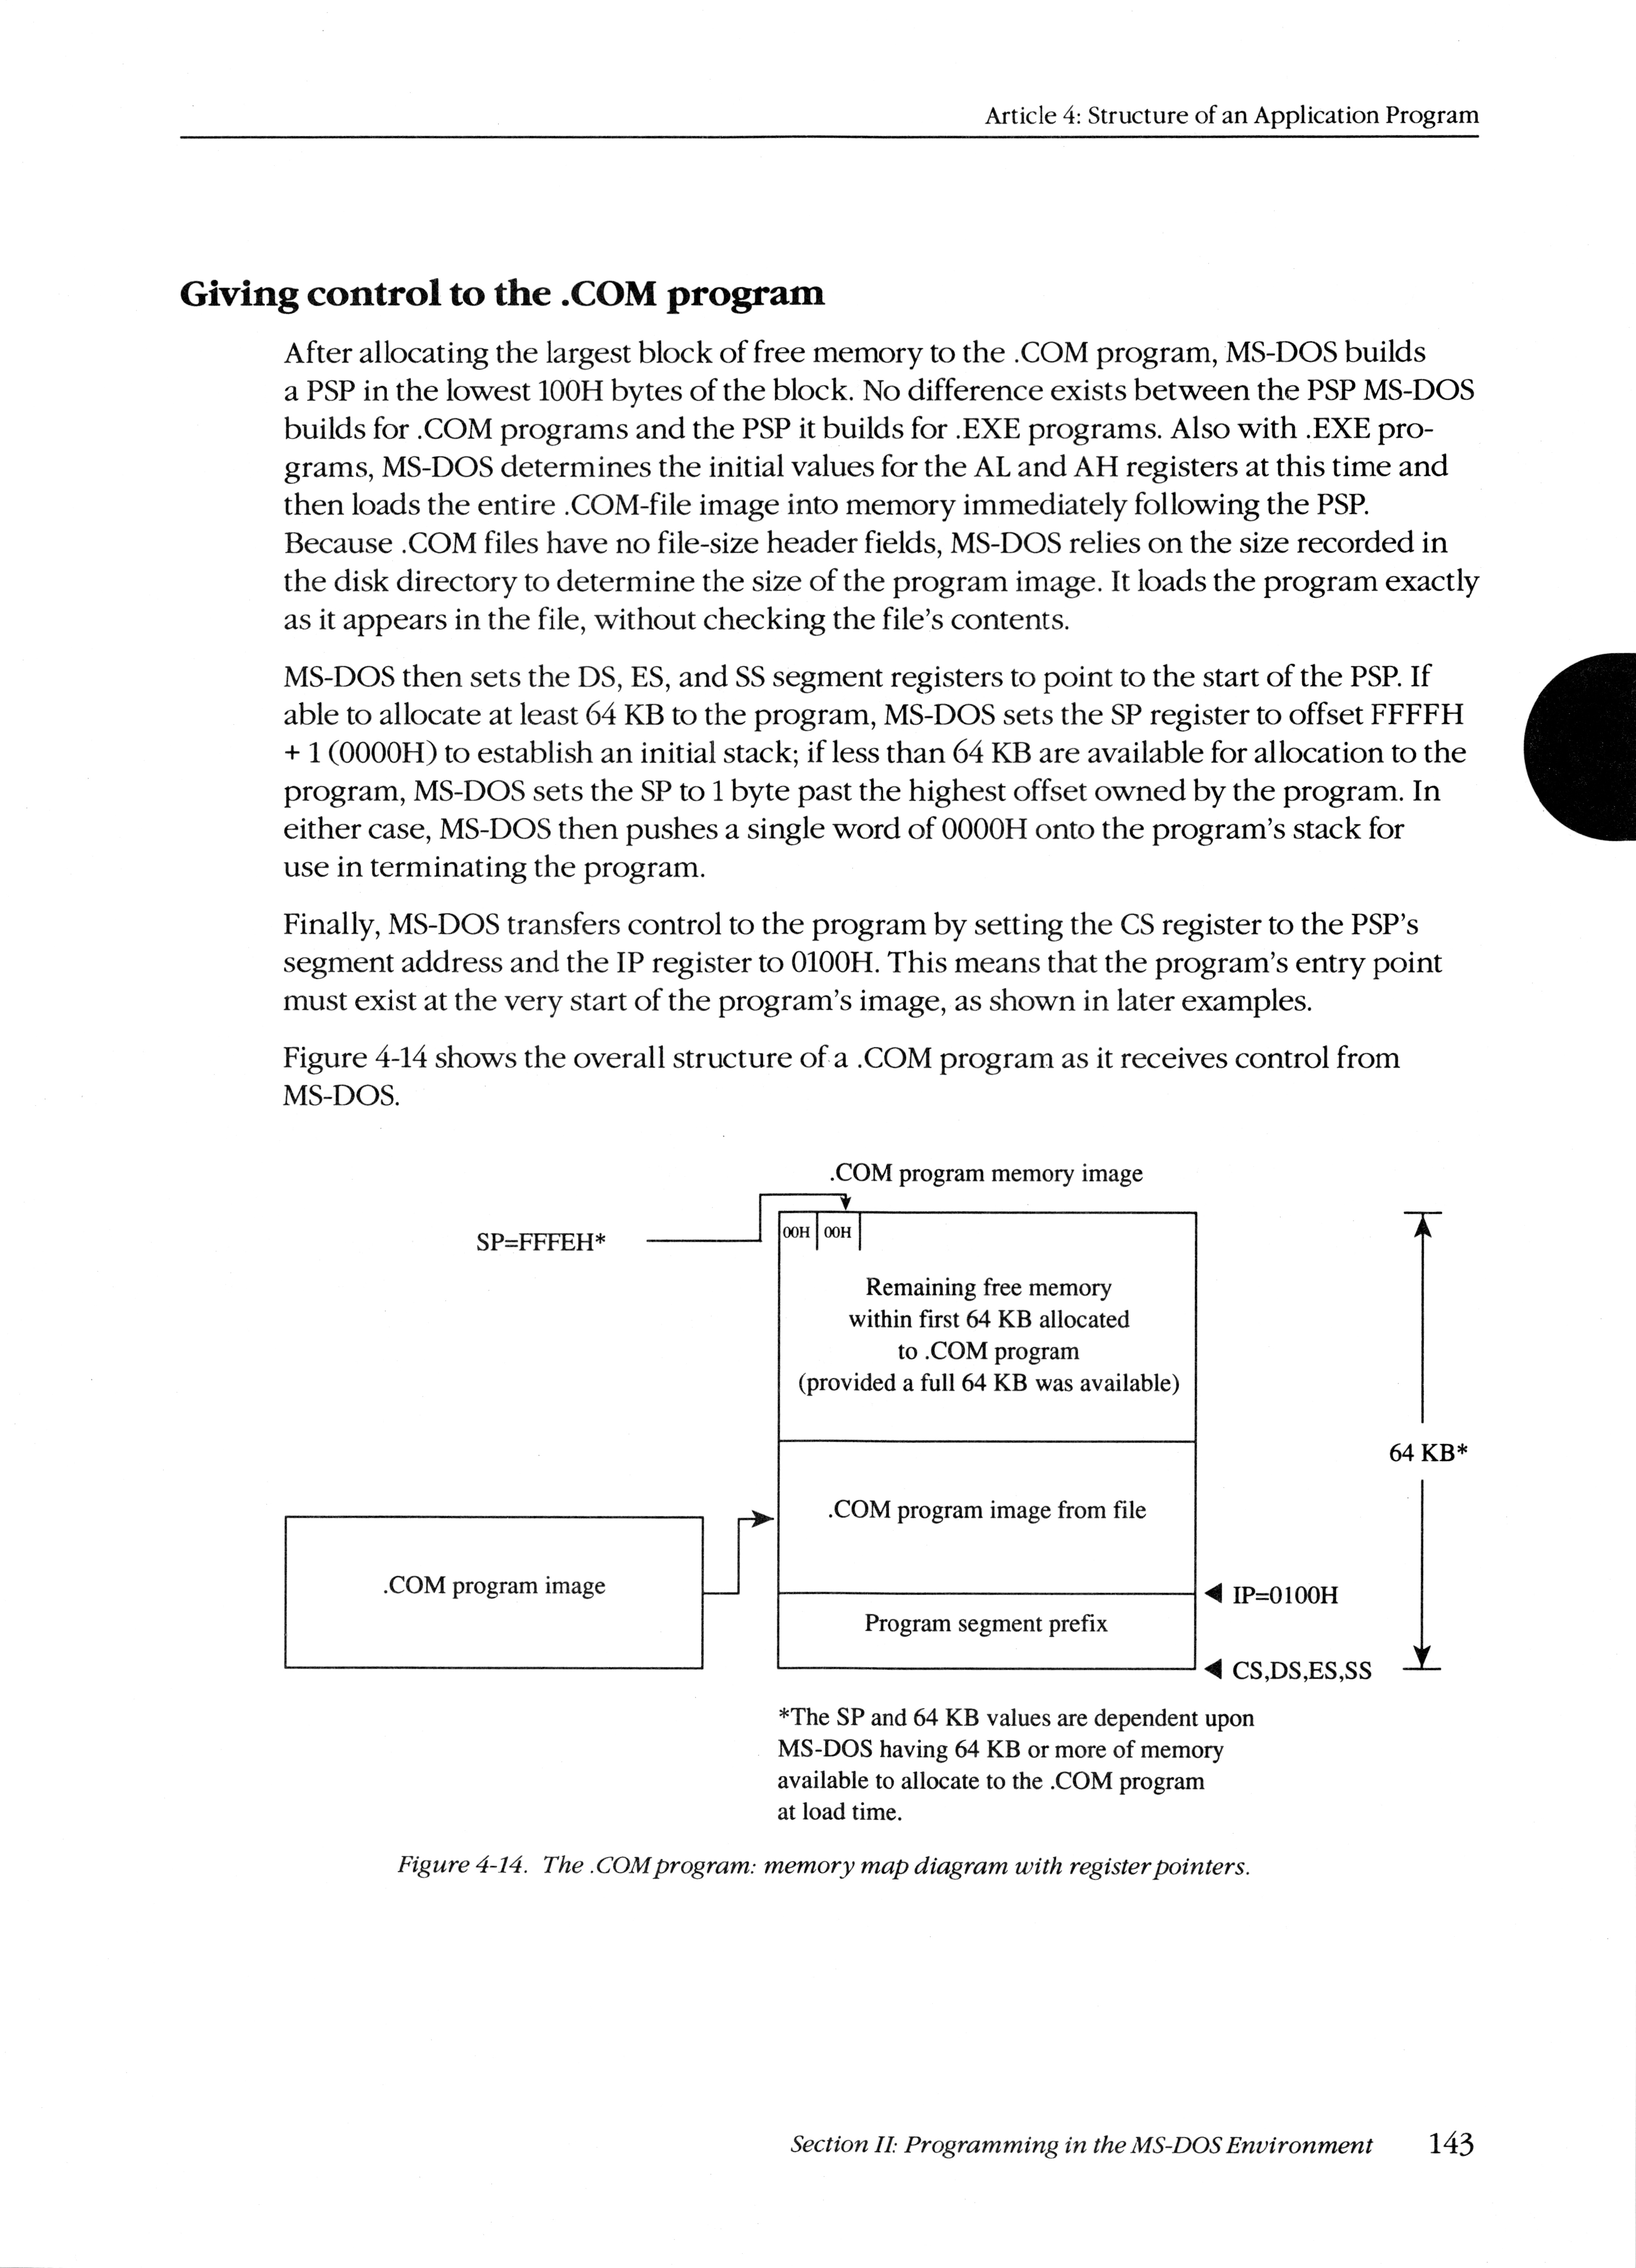 Article 4: Structure of an Application Program
Giving control to the .COM program
After allocating the largest block of free memory to the .COM program, MS-DOS builds
a PSP in the lowest 100H bytes of the block. No difference exists between the PSP MS-DOS
builds for .COM programs and the PSP it builds for .EXE programs. Also with .EXE pro-
grams, MS-DOS determines the initial values for the AL and AH registers at this time and
then loads the entire .COM-file image into memory immediately following the PSP.
Because .COM files have no file-size header fields, MS-DOS relies on the size recorded in
the disk directory to determine the size of the program image. It loads the program exactly
as it appears in the file, without checking the file's contents.
MS-DOS then sets the DS, ES, and SS segment registers to point to the start of the PSP. If
able to allocate at least 64 KB to the program, MS-DOS sets the SP register to offset FFFFH
+ 1 (0000H) to establish an initial stack; if less than 64 KB are available for allocation to the
program, MS-DOS sets the SP to 1 byte past the highest offset owned by the program. In
either case, MS-DOS then pushes a single word of 0000H onto the program's stack for
use in terminating the program.
Finally, MS-DOS transfers control to the program by setting the CS register to the PSP's
segment address and the IP register to 0100H. This means that the program's entry point
must exist at the very start of the program's image, as shown in later examples.
Figure 4-14 shows the overall structure of a .COM program as it receives control from
MS-DOS.
.COM program memory image
SP=FFFEH*
00H 00H
Remaining free memory
within first 64 KB allocated
to .COM program
(provided a full 64 KB was available)
64 KB*
.COM program image from file
.COM program image
IP=0100H
Program segment prefix
CS,DS,ES,SS
*The SP and 64 KB values are dependent upon
MS-DOS having 64 KB or more of memory
available to allocate to the .COM program
at load time.
Figure 4-14. The .COM program: memory map diagram with register pointers.
Section II: Programming in the MS-DOS Environment 143